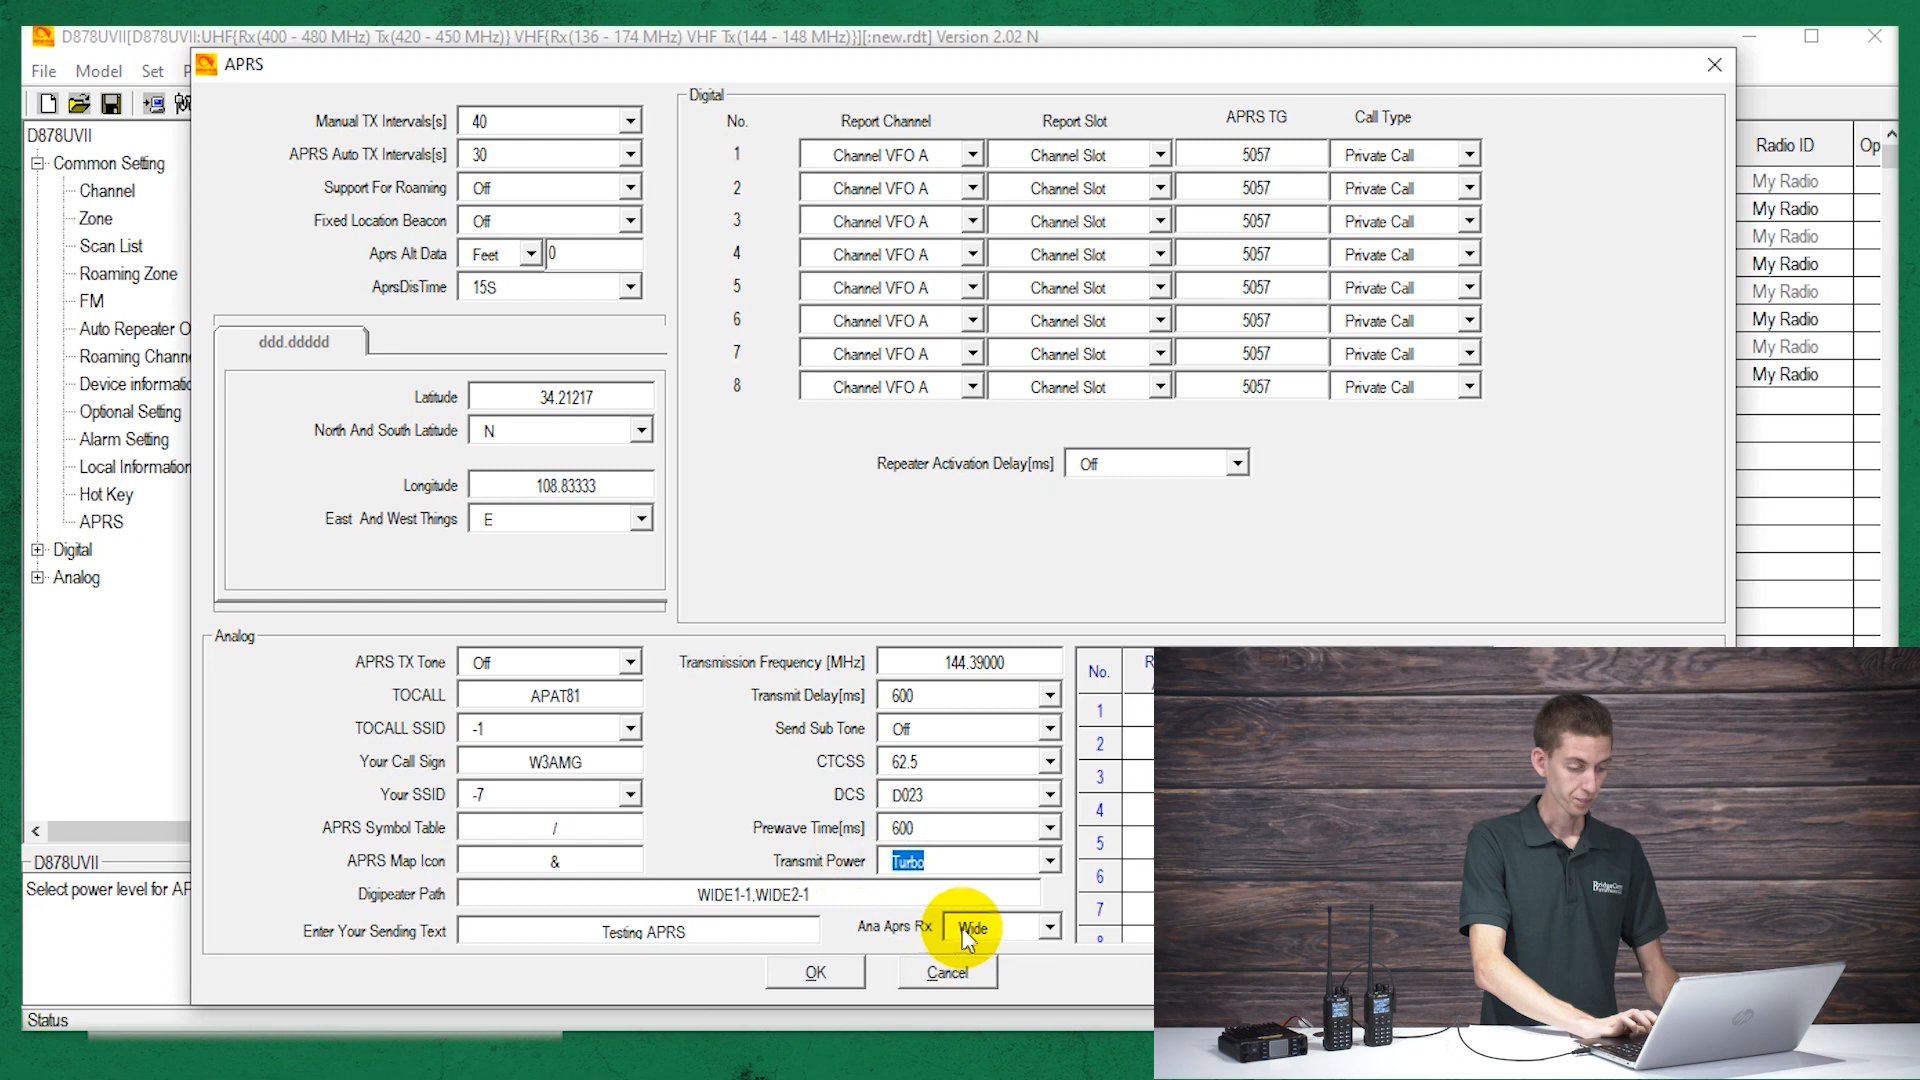 D878UVII[D878UVII:UHF{Rx(400 - 480 MHz) Tx(420 - 450 MHz)} VHF{Rx(136 - 174 MHz) VHF Tx(144 - 148 MHz)}][:new.rdt] Version 2.02 N
File Model Set
APRS
D878UVII
Common Setting
Channel
Zone
Scan List
Roaming Zone
FM
Auto Repeater O
Roaming Chann
Device informatic
Optional Setting
Alarm Setting
Local Information
Hot Key
APRS
Digital
Analog
D878UVII
Select power level for AF
Status
Manual TX Intervals[s] 40
APRS Auto TX Intervals[s] 30
Support For Roaming Off
Fixed Location Beacon Off
Aprs Alt Data Feet 0
AprsDisTime 15S
ddd.ddddd
Latitude 34.21217
North And South Latitude N
Longitude 108.83333
East And West Things E
Digital
No. Report Channel Report Slot APRS TG Call Type
1 Channel VFO A Channel Slot 5057 Private Call
2 Channel VFO A Channel Slot 5057 Private Call
3 Channel VFO A Channel Slot 5057 Private Call
4 Channel VFO A Channel Slot 5057 Private Call
5 Channel VFO A Channel Slot 5057 Private Call
6 Channel VFO A Channel Slot 5057 Private Call
7 Channel VFO A Channel Slot 5057 Private Call
8 Channel VFO A Channel Slot 5057 Private Call
Repeater Activation Delay[ms] Off
Radio ID Op
My Radio
My Radio
My Radio
My Radio
My Radio
My Radio
My Radio
My Radio
Analog
APRS TX Tone Off
TOCALL APAT81
TOCALL SSID -1
Your Call Sign W3AMG
Your SSID -7
APRS Symbol Table /
APRS Map Icon &
Digipeater Path WIDE1-1,WIDE2-1
Enter Your Sending Text Testing APRS
Transmission Frequency [MHz] 144.39000
Transmit Delay[ms] 600
Send Sub Tone Off
CTCSS 62.5
DCS D023
Prewave Time[ms] 600
Transmit Power Turbo
Ana Aprs Rx Wide
No.
1
2
3
4
5
6
7
OK Cancel
BridgeCom
hp